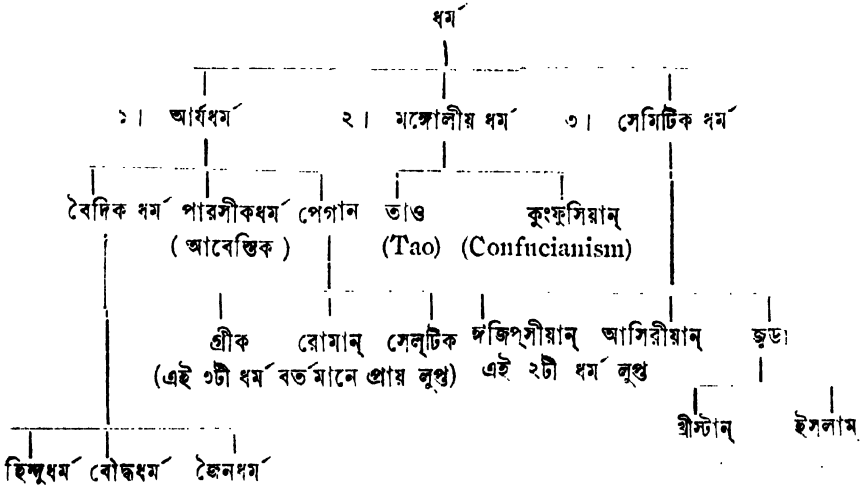 ধর্ম
১। আর্যধর্ম ২। মঙ্গোলীয় ধর্ম ৩। সেমিটিক ধর্ম
বৈদিক ধর্ম পারসীকধর্ম পেগান তাও কুংফুসিয়ান্
(আবেস্তিক) (Tao) (Confucianism)
গ্রীক রোমান্ সেল্‌টিক ঈজিপ্‌সীয়ান্ আসিরীয়ান্ জুডা
(এই ৩টী ধর্ম বর্তমানে প্রায় লুপ্ত) এই ২টী ধর্ম লুপ্ত
খ্রীস্টান্ ইসলাম
হিন্দুধর্ম বৌদ্ধধর্ম জৈনধর্ম